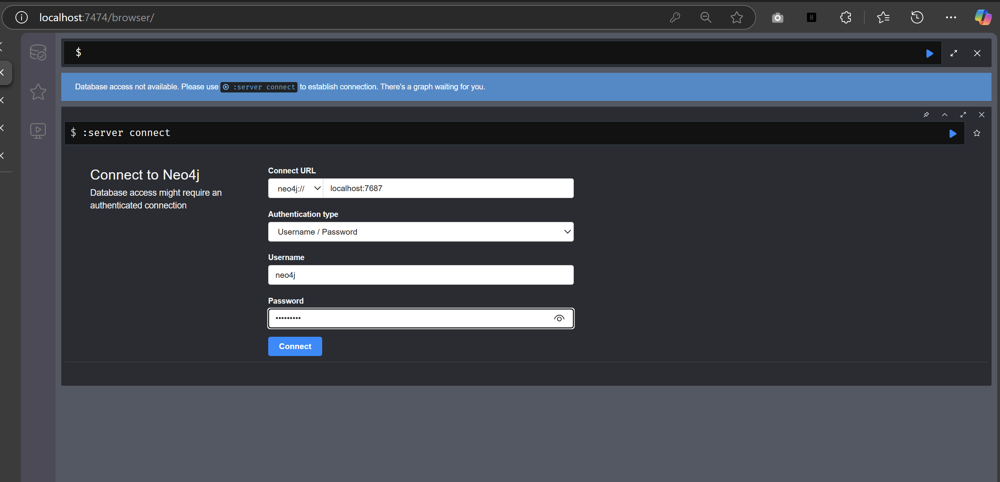 localhost:7474/browser/
H
$
Database access not available. Please use :server connect to establish connection. There's a graph waiting for you.
$ :server connect
Connect to Neo4j
Database access might require an
authenticated connection
Connect URL
neo4j:// localhost:7687
Authentication type
Username / Password
Username
neo4j
Password
•••••••••
Connect